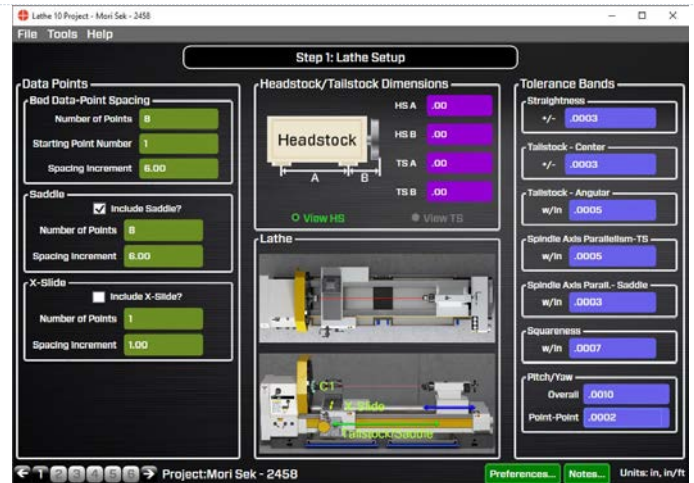 Lathe 10 Project - Mori Sek - 2458
File Tools Help
Step 1: Lathe Setup
Data Points
Bed Data-Point Spacing
Number of Points 8
Starting Point Number 1
Spacing Increment 6.00
Saddle
Include Saddle?
Number of Points 8
Spacing Increment 6.00
X-Slide
Include X-Slide?
Number of Points 1
Spacing Increment 1.00
Headstock/Tailstock Dimensions
HS A .00
HS B .00
TS A .00
TS B .00
Headstock
A B
View HS View TS
Lathe
C1
X-Slide
Tailstock/Saddle
Tolerance Bands
Straightness
+/- .0003
Tailstock - Center
+/- .0003
Tailstock - Angular
w/in .0005
Spindle Axis Parallelism-TS
w/in .0005
Spindle Axis Parall.- Saddle
w/in .0003
Squareness
w/in .0007
Pitch/Yaw
Overall .0010
Point-Point .0002
1 2 3 4 5 6 Project:Mori Sek - 2458
Preferences... Notes... Units: in, in/ft